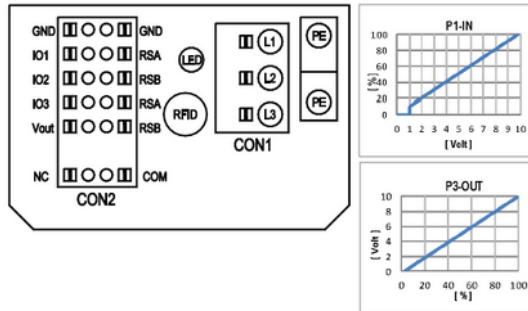 GND GND
IO1 RSA
IO2 RSB
IO3 RSA
Vout RSB
NC COM
CON2
LED
RFID
L1
L2
L3
CON1
PE
PE
P1-IN
[%]
100
80
60
40
20
0
0 1 2 3 4 5 6 7 8 9 10
[Volt]
P3-OUT
[Volt]
10
8
6
4
2
0
0 20 40 60 80 100
[%]